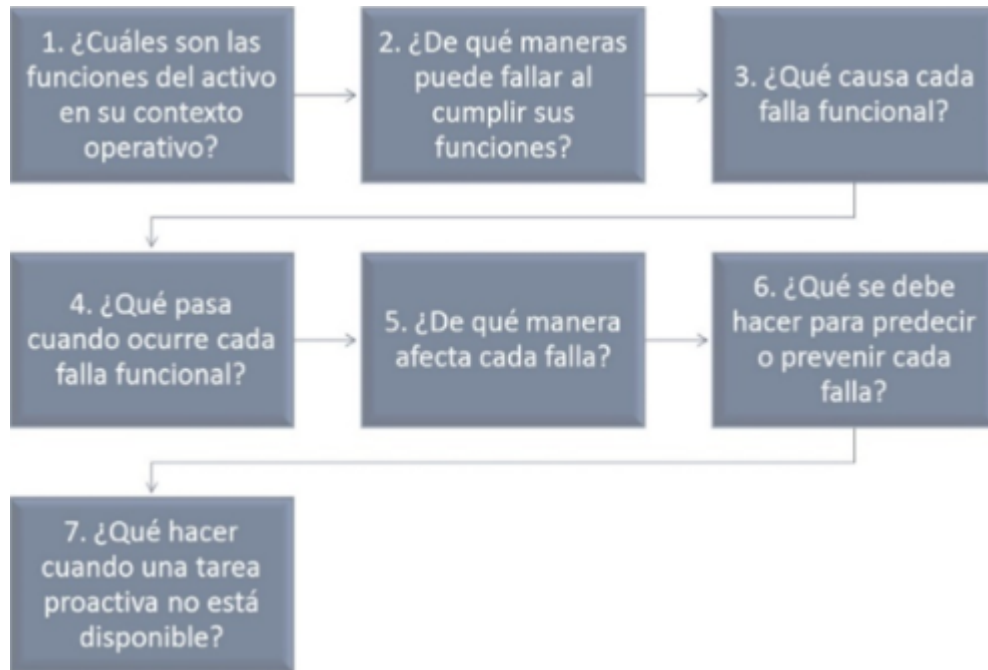 1. ¿Cuáles son las
funciones del activo
en su contexto
operativo?
2. ¿De qué maneras
puede fallar al
cumplir sus
funciones?
3. ¿Qué causa cada
falla funcional?
4. ¿Qué pasa
cuando ocurre cada
falla funcional?
5. ¿De qué manera
afecta cada falla?
6. ¿Qué se debe
hacer para predecir
o prevenir cada
falla?
7. ¿Qué hacer
cuando una tarea
proactiva no está
disponible?